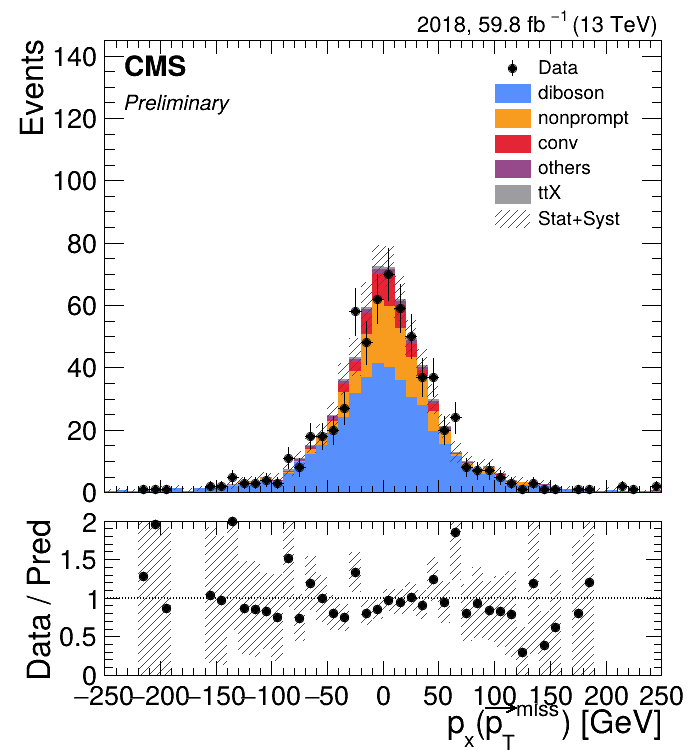 2018, 59.8 fb⁻¹ (13 TeV)
Events
140
120
100
80
60
40
20
0
CMS
Preliminary
Data
diboson
nonprompt
conv
others
ttX
Stat+Syst
Data / Pred
2
1.5
1
0.5
0
−250 −200 −150 −100 −50 0 50 100 150 200 250
pₓ(p⃗_T^miss) [GeV]